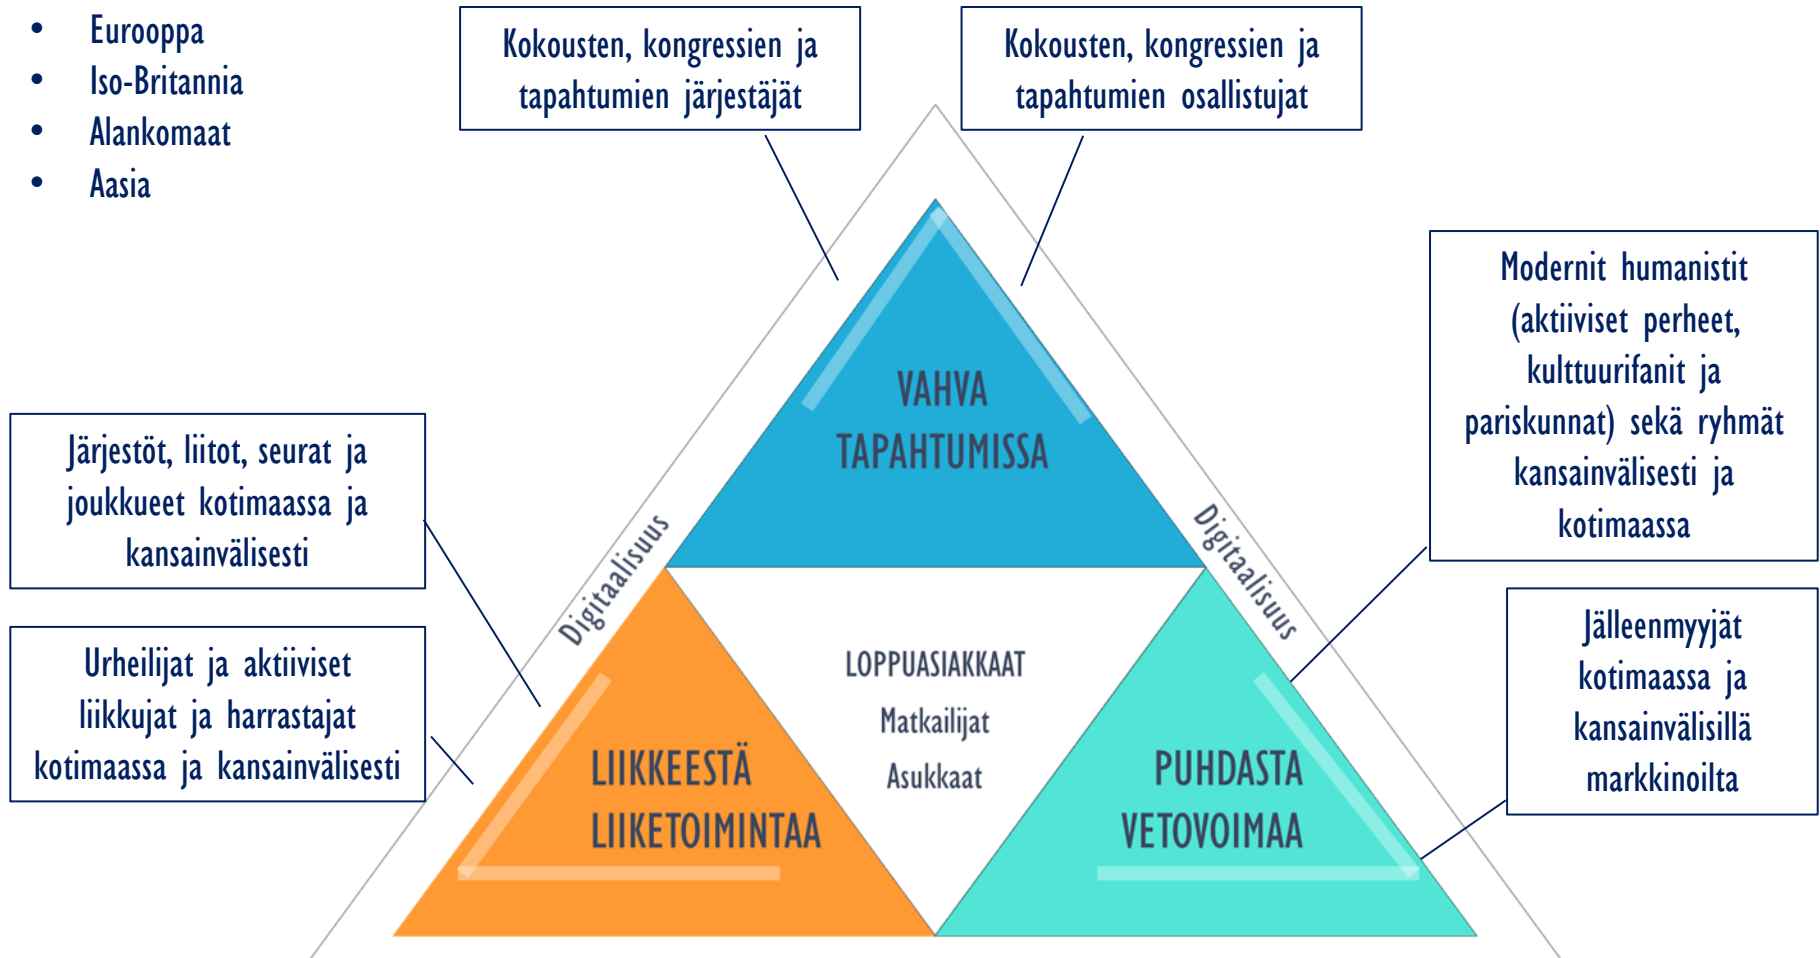 • Eurooppa
• Iso-Britannia
• Alankomaat
• Aasia
Kokousten, kongressien ja
tapahtumien järjestäjät
Kokousten, kongressien ja
tapahtumien osallistujat
Modernit humanistit
(aktiiviset perheet,
kulttuurifanit ja
pariskunnat) sekä ryhmät
kansainvälisesti ja
kotimaassa
VAHVA
TAPAHTUMISSA
Järjestöt, liitot, seurat ja
joukkueet kotimaassa ja
kansainvälisesti
Digitaalisuus
Digitaalisuus
Urheilijat ja aktiiviset
liikkujat ja harrastajat
kotimaassa ja kansainvälisesti
LOPPUASIAKKAAT
Matkailijat
Asukkaat
Jälleenmyyjät
kotimaassa ja
kansainvälisillä
markkinoilta
LIIKKEESTÄ
LIIKETOIMINTAA
PUHDASTA
VETOVOIMAA